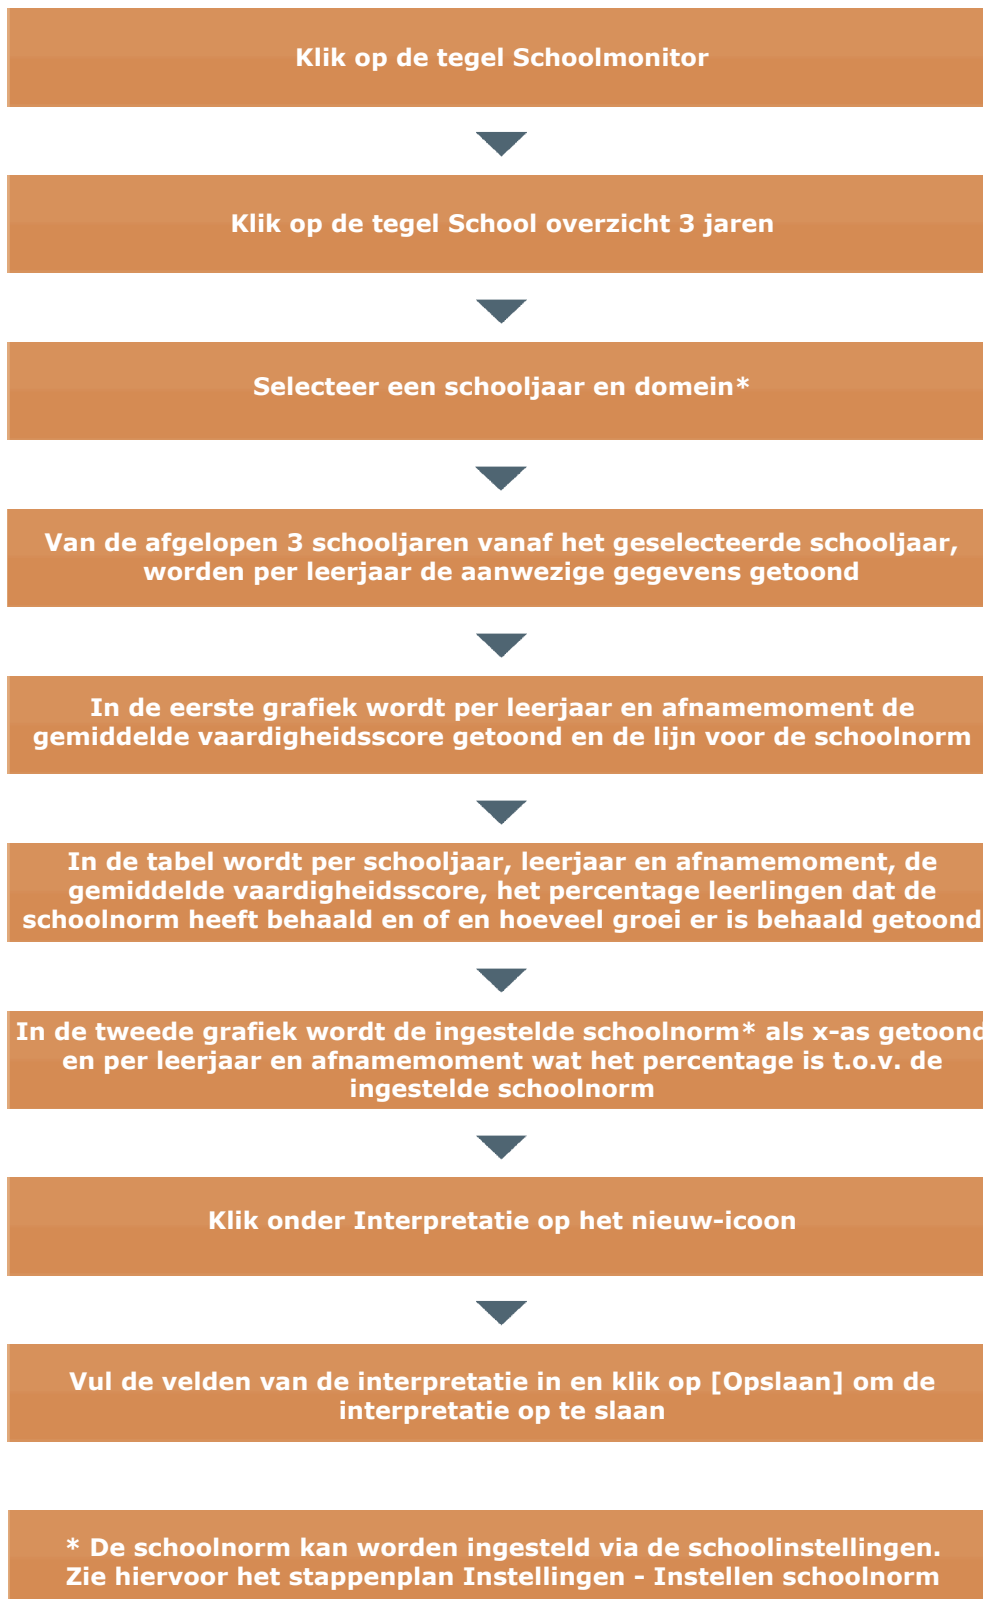 Klik op de tegel Schoolmonitor
Klik op de tegel School overzicht 3 jaren
Selecteer een schooljaar en domein*
Van de afgelopen 3 schooljaren vanaf het geselecteerde schooljaar,
worden per leerjaar de aanwezige gegevens getoond
In de eerste grafiek wordt per leerjaar en afnamemoment de
gemiddelde vaardigheidsscore getoond en de lijn voor de schoolnorm
In de tabel wordt per schooljaar, leerjaar en afnamemoment, de
gemiddelde vaardigheidsscore, het percentage leerlingen dat de
schoolnorm heeft behaald en of en hoeveel groei er is behaald getoond
In de tweede grafiek wordt de ingestelde schoolnorm* als x-as getoond
en per leerjaar en afnamemoment wat het percentage is t.o.v. de
ingestelde schoolnorm
Klik onder Interpretatie op het nieuw-icoon
Vul de velden van de interpretatie in en klik op [Opslaan] om de
interpretatie op te slaan
* De schoolnorm kan worden ingesteld via de schoolinstellingen.
Zie hiervoor het stappenplan Instellingen - Instellen schoolnorm